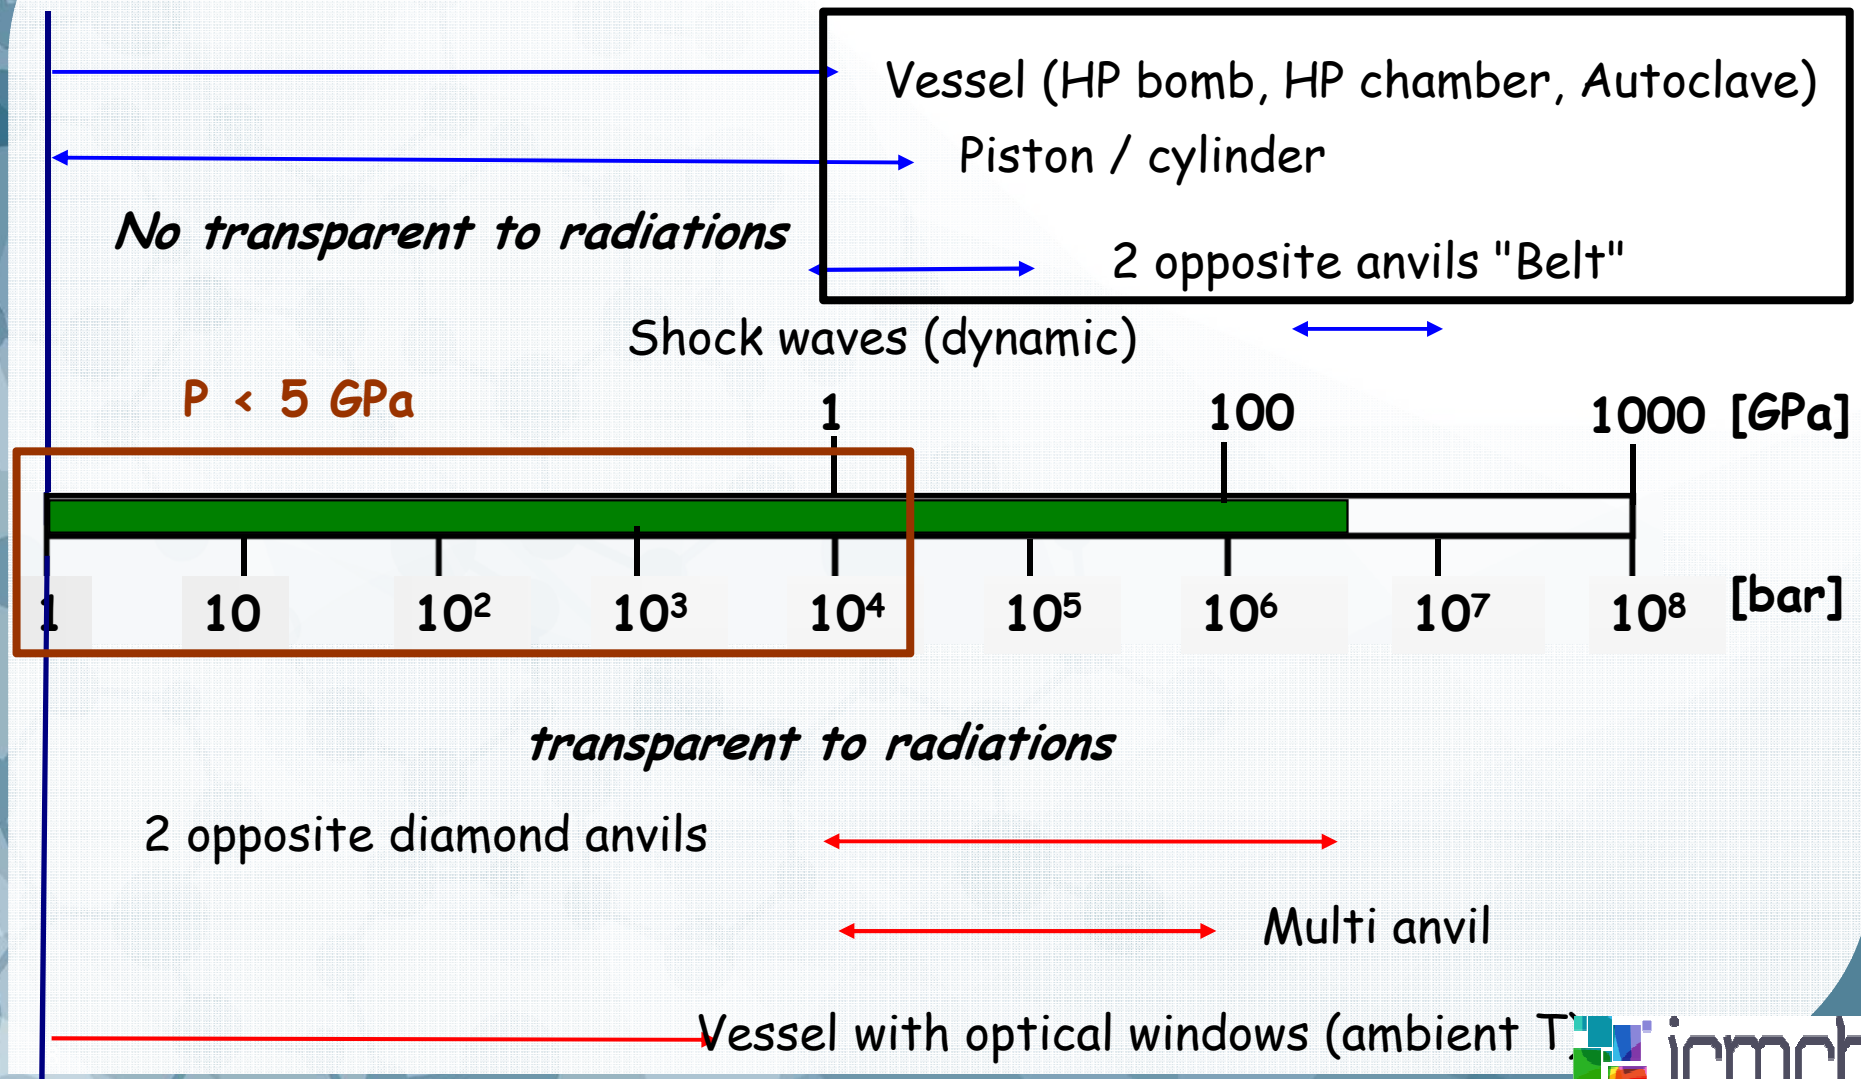 Vessel (HP bomb, HP chamber, Autoclave)
Piston / cylinder
No transparent to radiations
2 opposite anvils "Belt"
Shock waves (dynamic)
P < 5 GPa
1 100 1000 [GPa]
1 10 10² 10³ 10⁴ 10⁵ 10⁶ 10⁷ 10⁸ [bar]
transparent to radiations
2 opposite diamond anvils
Multi anvil
Vessel with optical windows (ambient T)